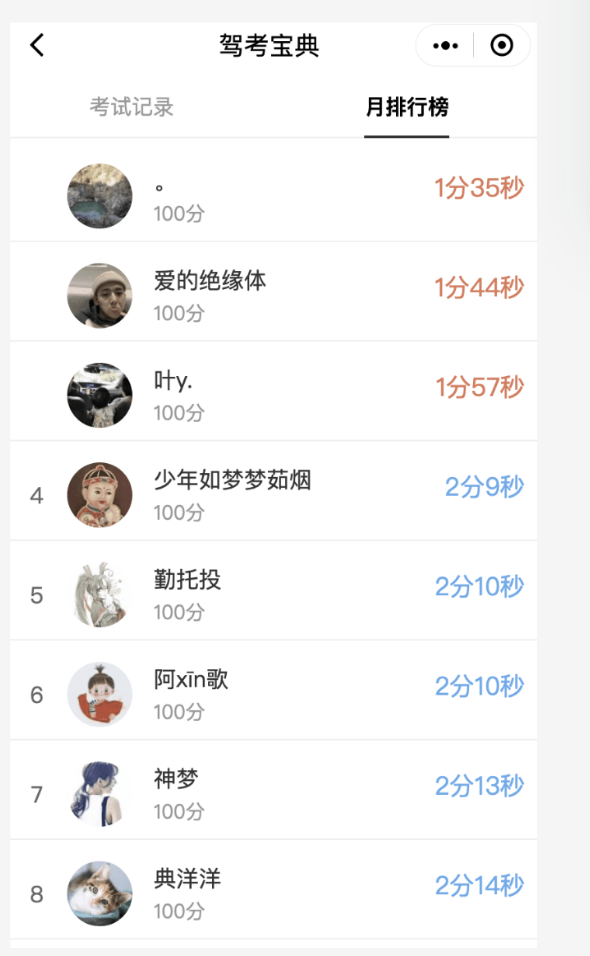 驾考宝典
考试记录 月排行榜
。 1分35秒
100分
爱的绝缘体 1分44秒
100分
叶y. 1分57秒
100分
4 少年如梦梦茹烟 2分9秒
100分
5 勤托投 2分10秒
100分
6 阿xīn歌 2分10秒
100分
7 神梦 2分13秒
100分
8 典洋洋 2分14秒
100分